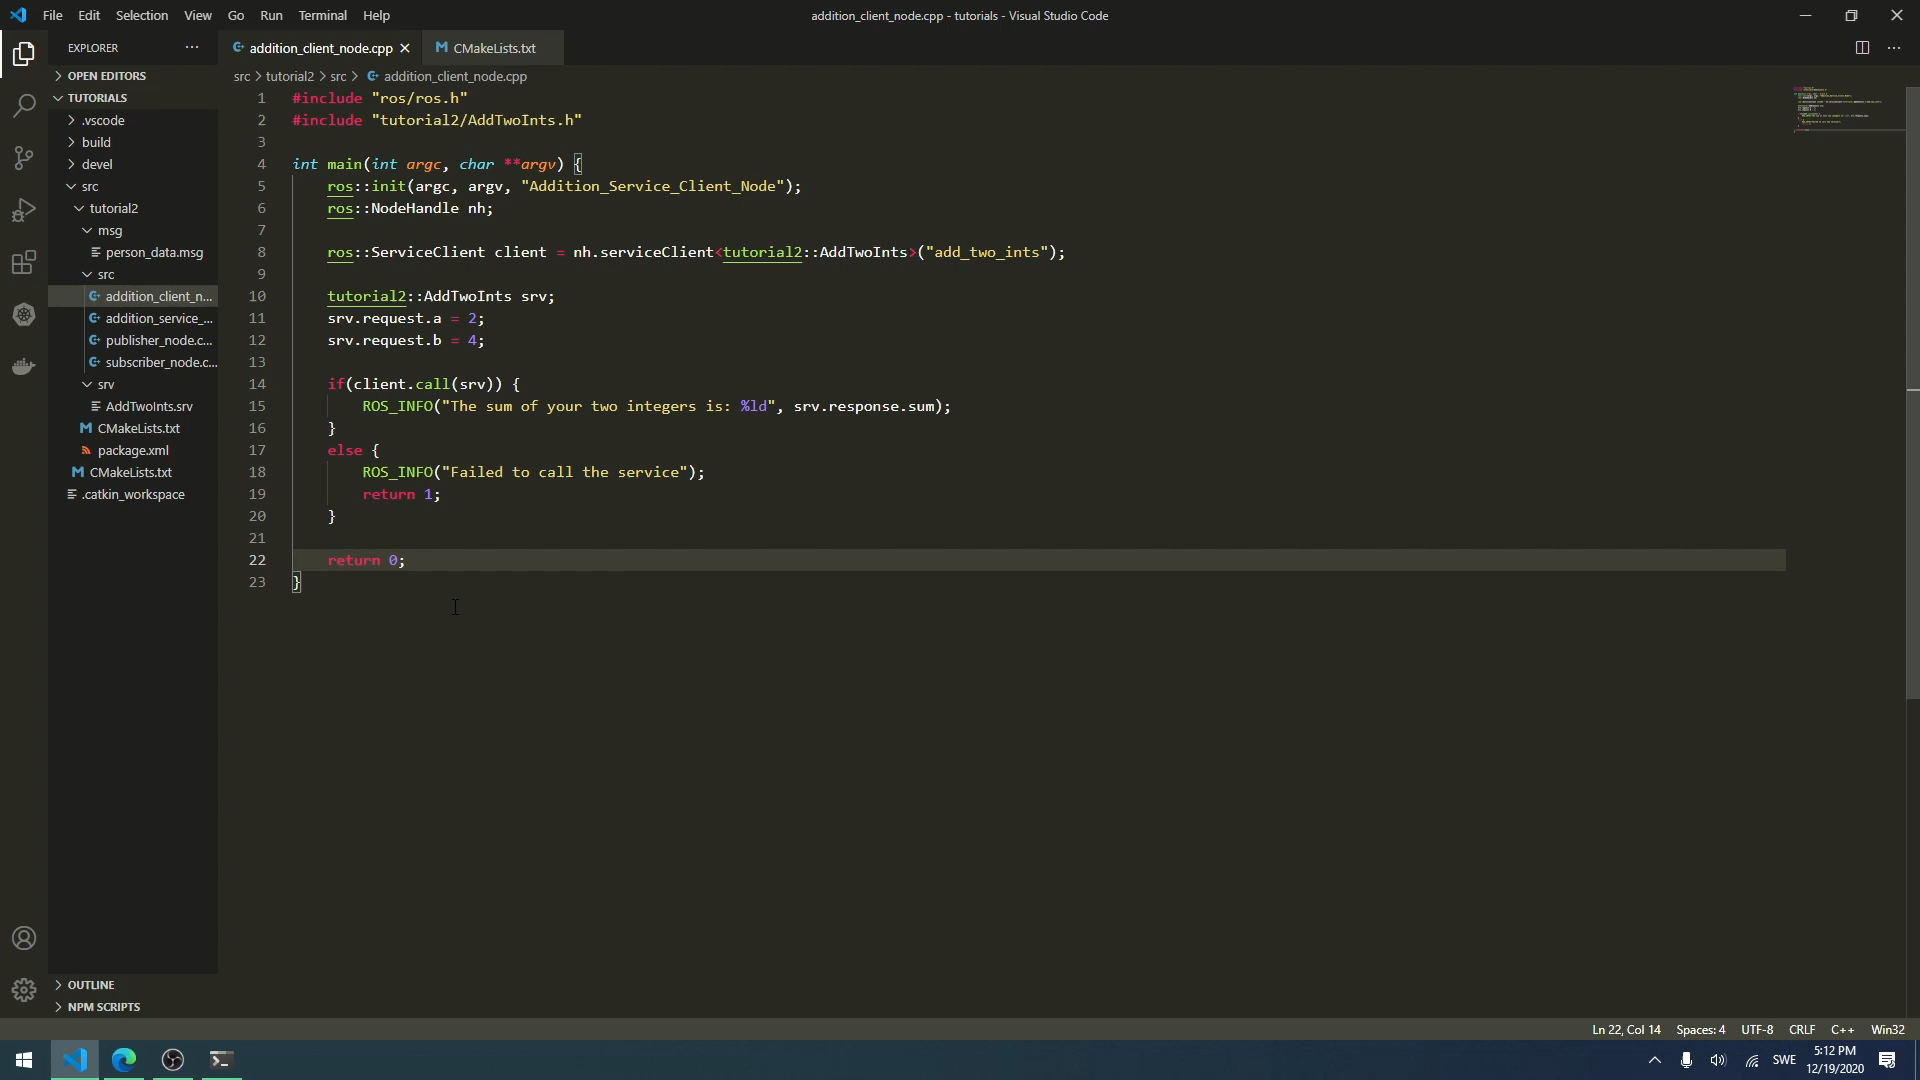 File Edit Selection View Go Run Terminal Help
addition_client_node.cpp - tutorials - Visual Studio Code
EXPLORER
OPEN EDITORS
TUTORIALS
.vscode
build
devel
src
tutorial2
msg
person_data.msg
src
addition_client_n...
addition_service_...
publisher_node.c...
subscriber_node.c...
srv
AddTwoInts.srv
CMakeLists.txt
package.xml
CMakeLists.txt
.catkin_workspace
OUTLINE
NPM SCRIPTS
addition_client_node.cpp CMakeLists.txt
src > tutorial2 > src > addition_client_node.cpp
1 #include "ros/ros.h"
2 #include "tutorial2/AddTwoInts.h"
3
4 int main(int argc, char **argv) {
5 ros::init(argc, argv, "Addition_Service_Client_Node");
6 ros::NodeHandle nh;
7
8 ros::ServiceClient client = nh.serviceClient<tutorial2::AddTwoInts>("add_two_ints");
9
10 tutorial2::AddTwoInts srv;
11 srv.request.a = 2;
12 srv.request.b = 4;
13
14 if(client.call(srv)) {
15 ROS_INFO("The sum of your two integers is: %ld", srv.response.sum);
16 }
17 else {
18 ROS_INFO("Failed to call the service");
19 return 1;
20 }
21
22 return 0;
23 }
Ln 22, Col 14 Spaces: 4 UTF-8 CRLF C++ Win32
SWE
5:12 PM
12/19/2020